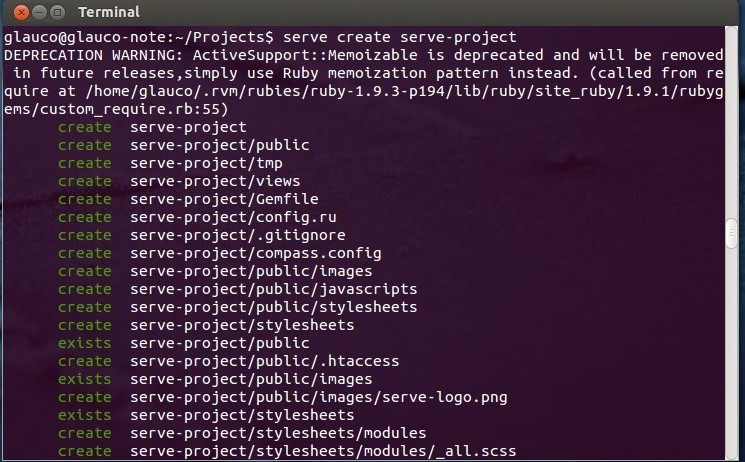 Terminal
glauco@glauco-note:~/Projects$ serve create serve-project
DEPRECATION WARNING: ActiveSupport::Memoizable is deprecated and will be removed
 in future releases,simply use Ruby memoization pattern instead. (called from re
quire at /home/glauco/.rvm/rubies/ruby-1.9.3-p194/lib/ruby/site_ruby/1.9.1/rubyg
ems/custom_require.rb:55)
      create  serve-project
      create  serve-project/public
      create  serve-project/tmp
      create  serve-project/views
      create  serve-project/Gemfile
      create  serve-project/config.ru
      create  serve-project/.gitignore
      create  serve-project/compass.config
      create  serve-project/public/images
      create  serve-project/public/javascripts
      create  serve-project/public/stylesheets
      create  serve-project/stylesheets
      exists  serve-project/public
      create  serve-project/public/.htaccess
      exists  serve-project/public/images
      create  serve-project/public/images/serve-logo.png
      exists  serve-project/stylesheets
      create  serve-project/stylesheets/modules
      create  serve-project/stylesheets/modules/_all.scss